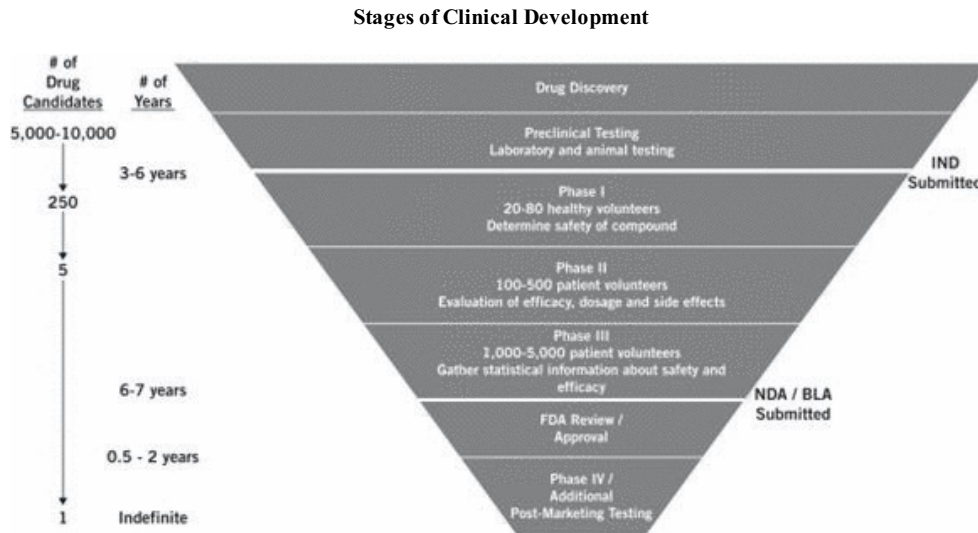 Stages of Clinical Development
# of
Drug
Candidates
# of
Years
5,000-10,000
3-6 years
250
5
6-7 years
0.5 - 2 years
1
Indefinite
Drug Discovery
Preclinical Testing
Laboratory and animal testing
IND
Submitted
Phase I
20-80 healthy volunteers
Determine safety of compound
Phase II
100-500 patient volunteers
Evaluation of efficacy, dosage and side effects
Phase III
1,000-5,000 patient volunteers
Gather statistical information about safety and
efficacy
NDA / BLA
Submitted
FDA Review /
Approval
Phase IV /
Additional
Post-Marketing Testing